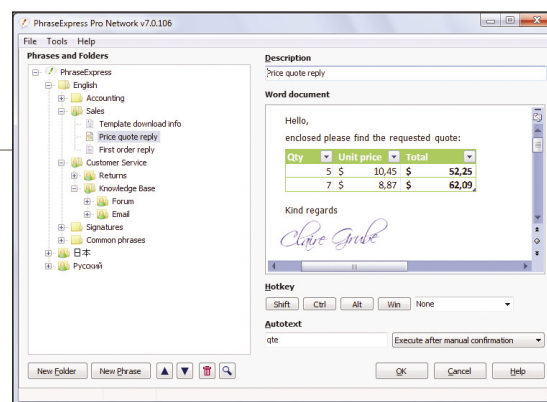 PhraseExpress Pro Network v7.0.106
File Tools Help
Phrases and Folders
PhraseExpress
English
Accounting
Sales
Template download info
Price quote reply
First order reply
Customer Service
Returns
Knowledge Base
Forum
Email
Signatures
Common phrases
日本
Русский
New Folder New Phrase
Description
Price quote reply
Word document
Hello,
enclosed please find the requested quote:
Qty Unit price Total
5 $ 10,45 $ 52,25
7 $ 8,87 $ 62,09
Kind regards
Claire Grube
Hotkey
Shift Ctrl Alt Win None
Autotext
qte Execute after manual confirmation
OK Cancel Help